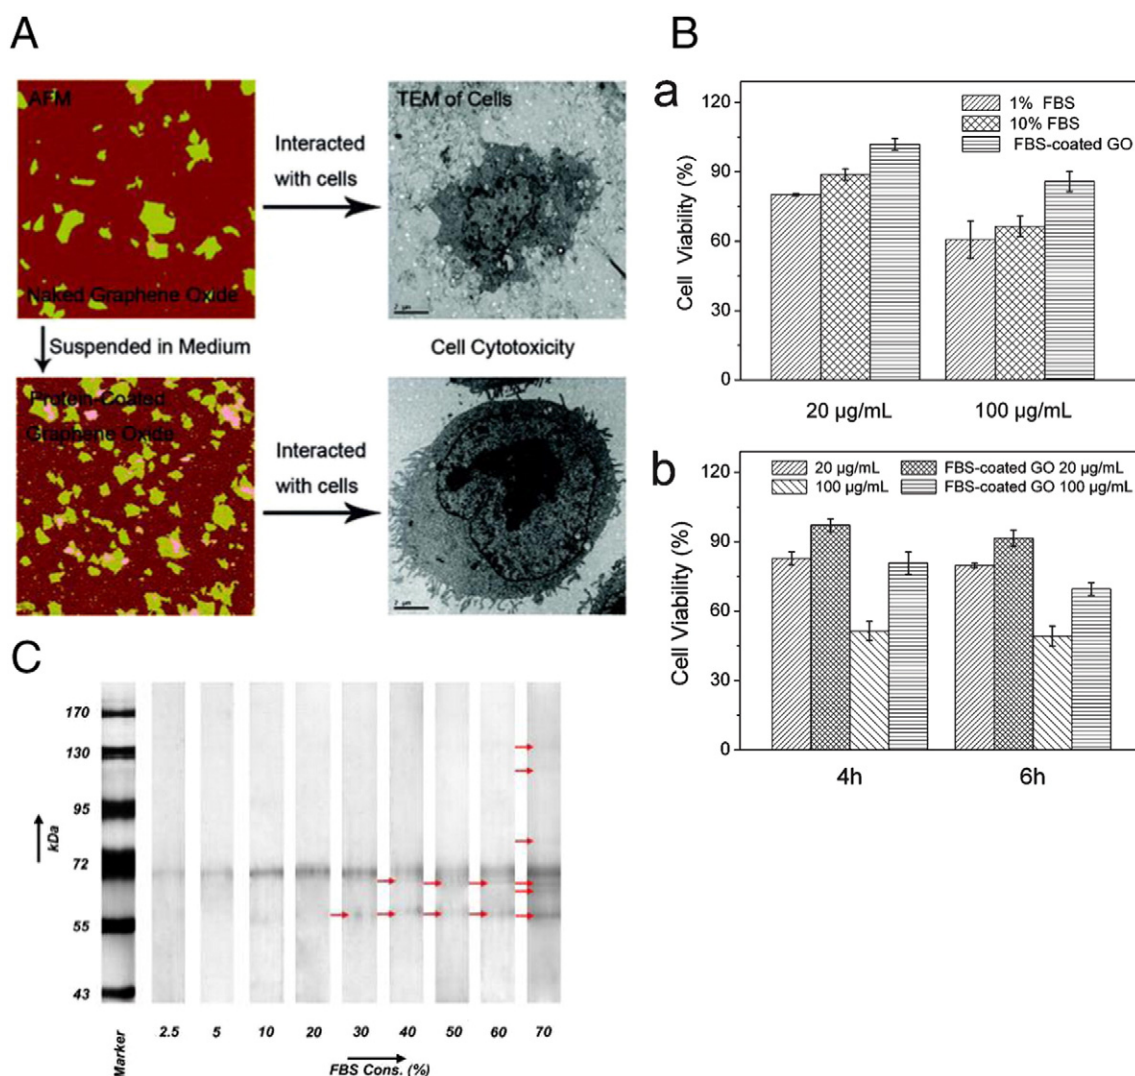 A
AFM
Naked Graphene Oxide
Interacted
with cells
TEM of Cells
2 μm
Suspended in Medium
Cell Cytotoxicity
Protein-Coated
Graphene Oxide
Interacted
with cells
2 μm
B
a
Cell Viability (%)
120
90
60
30
0
1% FBS
10% FBS
FBS-coated GO
20 μg/mL 100 μg/mL
b
Cell Viability (%)
120
90
60
30
0
20 μg/mL FBS-coated GO 20 μg/mL
100 μg/mL FBS-coated GO 100 μg/mL
4h 6h
C
kDa
170
130
95
72
55
43
Marker 2.5 5 10 20 30 40 50 60 70
FBS Cons. (%)